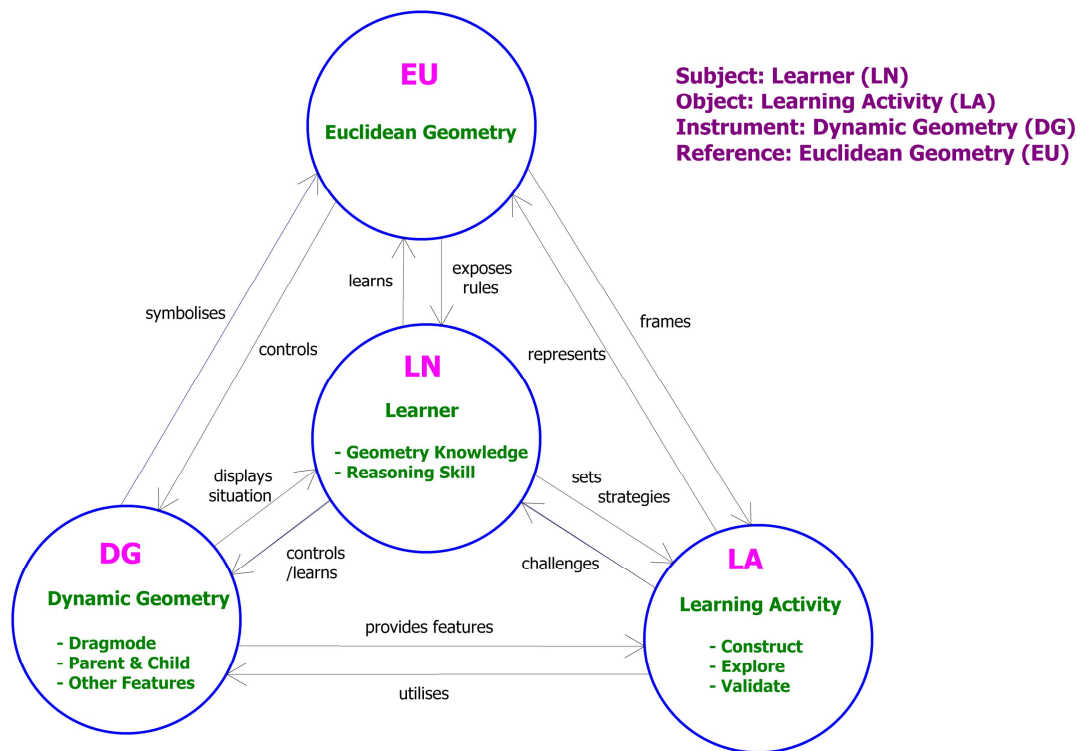 EU
Euclidean Geometry
Subject: Learner (LN)
Object: Learning Activity (LA)
Instrument: Dynamic Geometry (DG)
Reference: Euclidean Geometry (EU)
learns
exposes
rules
symbolises
controls
represents
frames
LN
Learner
- Geometry Knowledge
- Reasoning Skill
displays
situation
sets
strategies
controls
/learns
challenges
DG
Dynamic Geometry
- Dragmode
- Parent & Child
- Other Features
provides features
utilises
LA
Learning Activity
- Construct
- Explore
- Validate